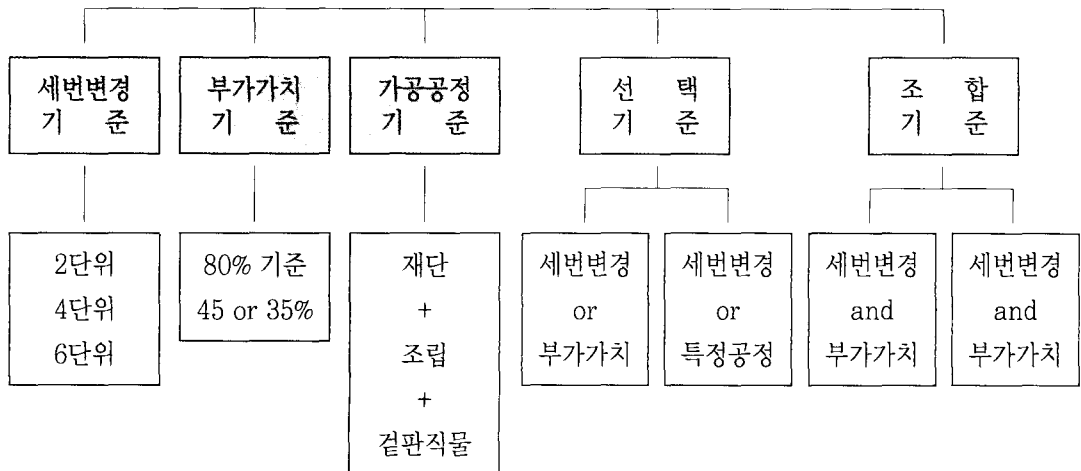 세번변경
기 준
부가가치
기 준
가공공정
기 준
선 택
기 준
조 합
기 준
2단위
4단위
6단위
80% 기준
45 or 35%
재단
+
조립
+
겉판직물
세번변경
or
부가가치
세번변경
or
특정공정
세번변경
and
부가가치
세번변경
and
부가가치